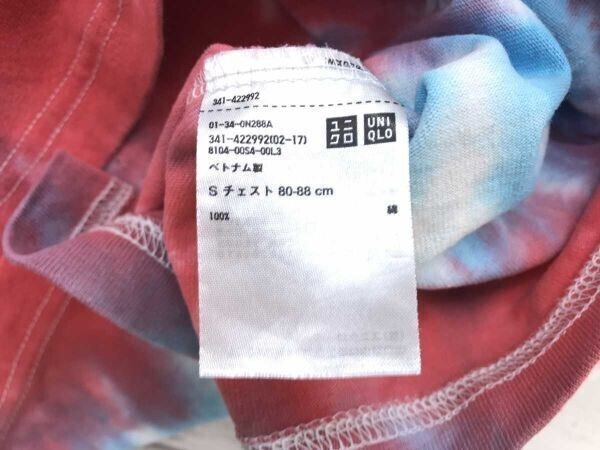 341-422992
01-34-0N288A
341-422992(02-17)
8104-00S4-00L3
ユニクロ
UNIQLO
ベトナム製
S チェスト 80-88 cm
100% 綿